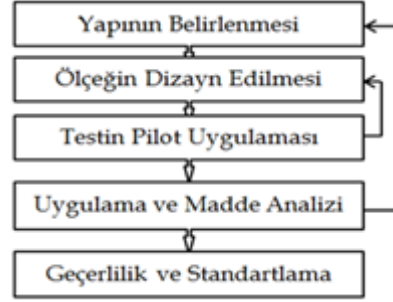 Yapının Belirlenmesi
Ölçeğin Dizayn Edilmesi
Testin Pilot Uygulaması
Uygulama ve Madde Analizi
Geçerlilik ve Standartlama